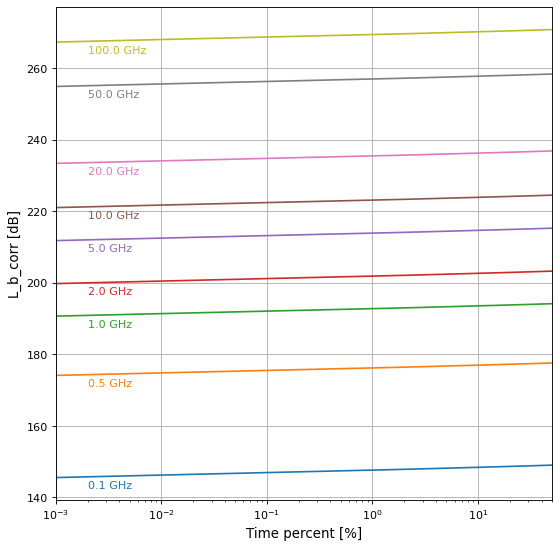 260
240
220
200
180
160
140
L_b_corr [dB]
100.0 GHz
50.0 GHz
20.0 GHz
10.0 GHz
5.0 GHz
2.0 GHz
1.0 GHz
0.5 GHz
0.1 GHz
10⁻³ 10⁻² 10⁻¹ 10⁰ 10¹
Time percent [%]